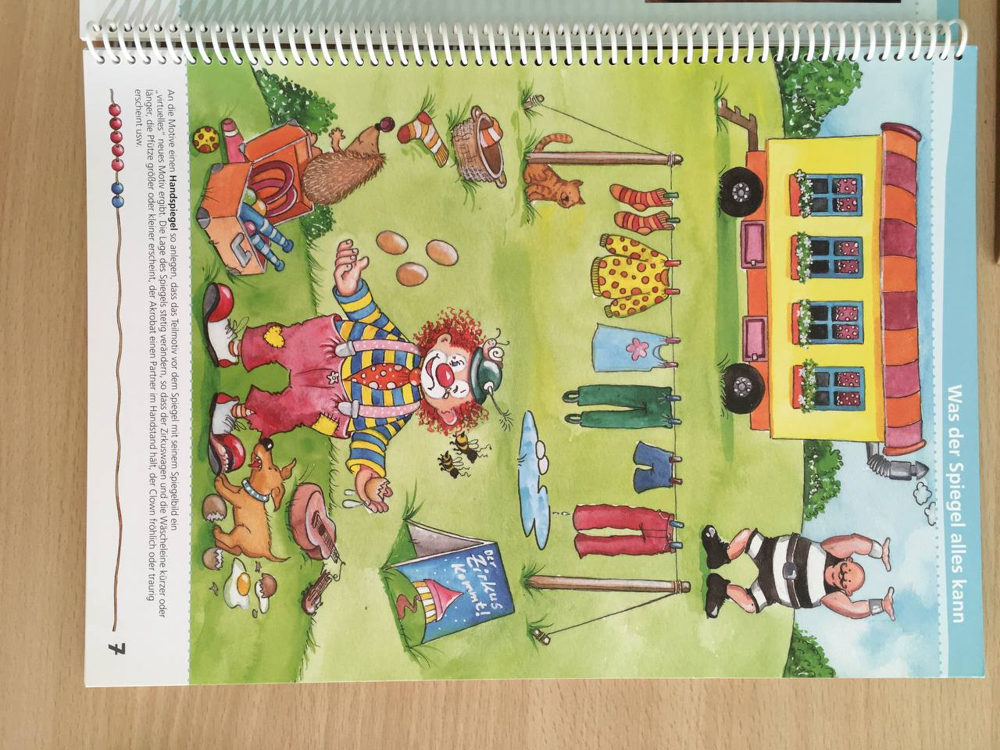 Was der Spiegel alles kann
Der
Zirkus
kommt!
An die Motive einen Handspiegel so anlegen, dass das Teilmotiv vor dem Spiegel mit seinem Spiegelbild ein
„virtuelles“ neues Motiv ergibt. Die Lage des Spiegels stetig verändern, so dass der Zirkuswagen und die Wäscheleine kürzer oder
länger, die Pfütze größer oder kleiner erscheint, der Akrobat einen Partner im Handstand hält, der Clown fröhlich oder traurig
erscheint usw.
7